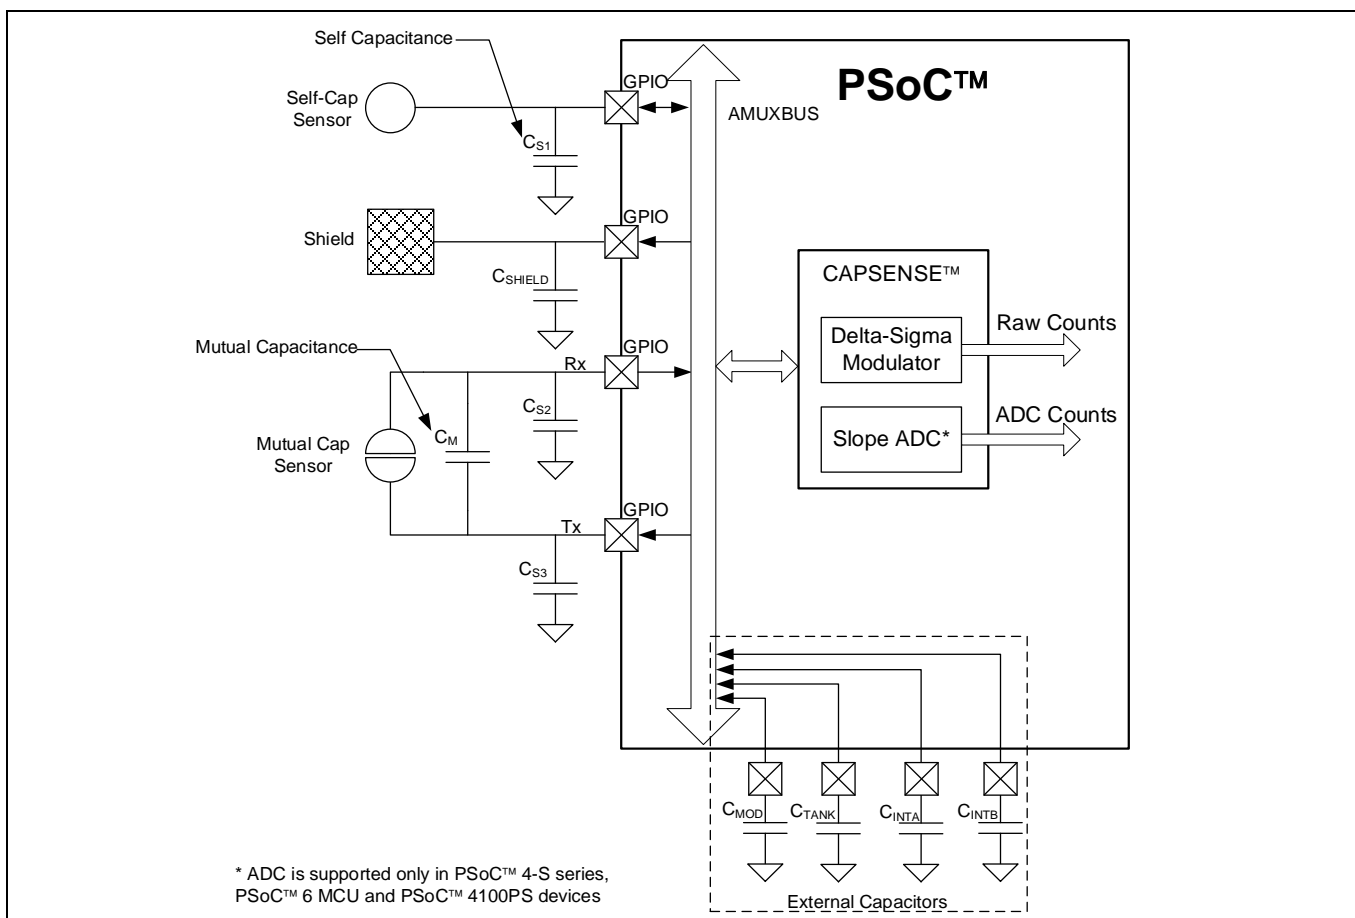 Self Capacitance
GPIO
PSoC™
Self-Cap
Sensor
AMUXBUS
CS1
GPIO
Shield
CSHIELD
CAPSENSE™
Delta-Sigma
Modulator
Raw Counts
Mutual Capacitance
GPIO
Rx
CS2
CM
Mutual Cap
Sensor
Slope ADC*
ADC Counts
GPIO
Tx
CS3
CMOD
CTANK
CINTA
CINTB
* ADC is supported only in PSoC™ 4-S series,
PSoC™ 6 MCU and PSoC™ 4100PS devices
External Capacitors